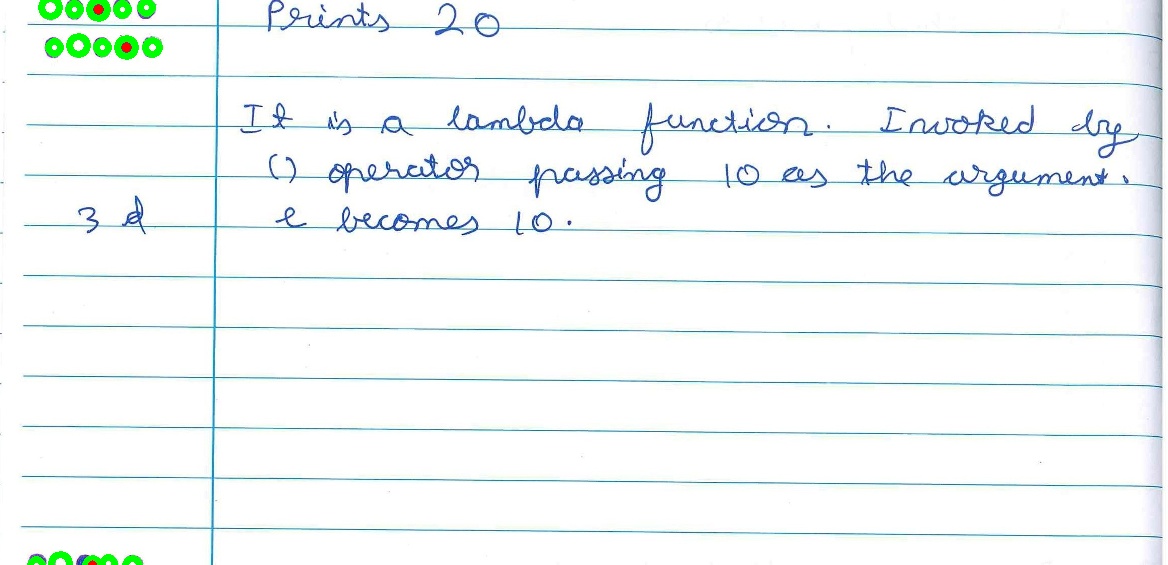 Prints 20
It is a lambda function. Invoked by
() operator passing 10 as the argument.
3 d e becomes 10.